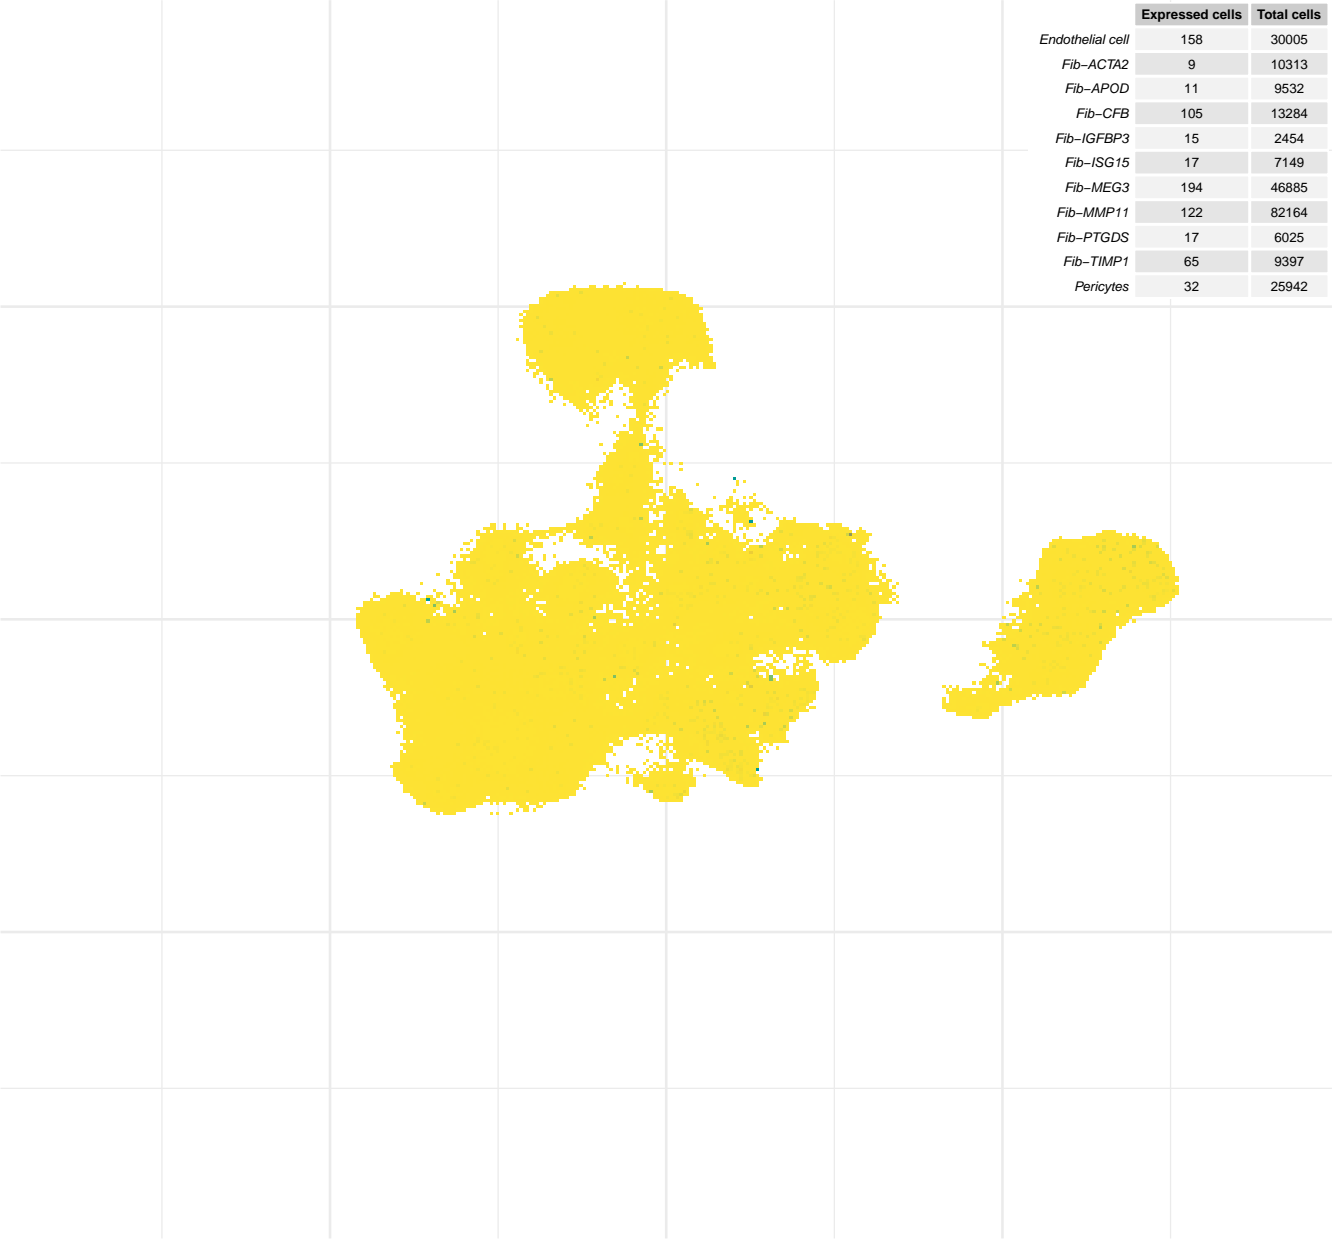 Expressed cells Total cells
Endothelial cell 158 30005
Fib−ACTA2 9 10313
Fib−APOD 11 9532
Fib−CFB 105 13284
Fib−IGFBP3 15 2454
Fib−ISG15 17 7149
Fib−MEG3 194 46885
Fib−MMP11 122 82164
Fib−PTGDS 17 6025
Fib−TIMP1 65 9397
Pericytes 32 25942